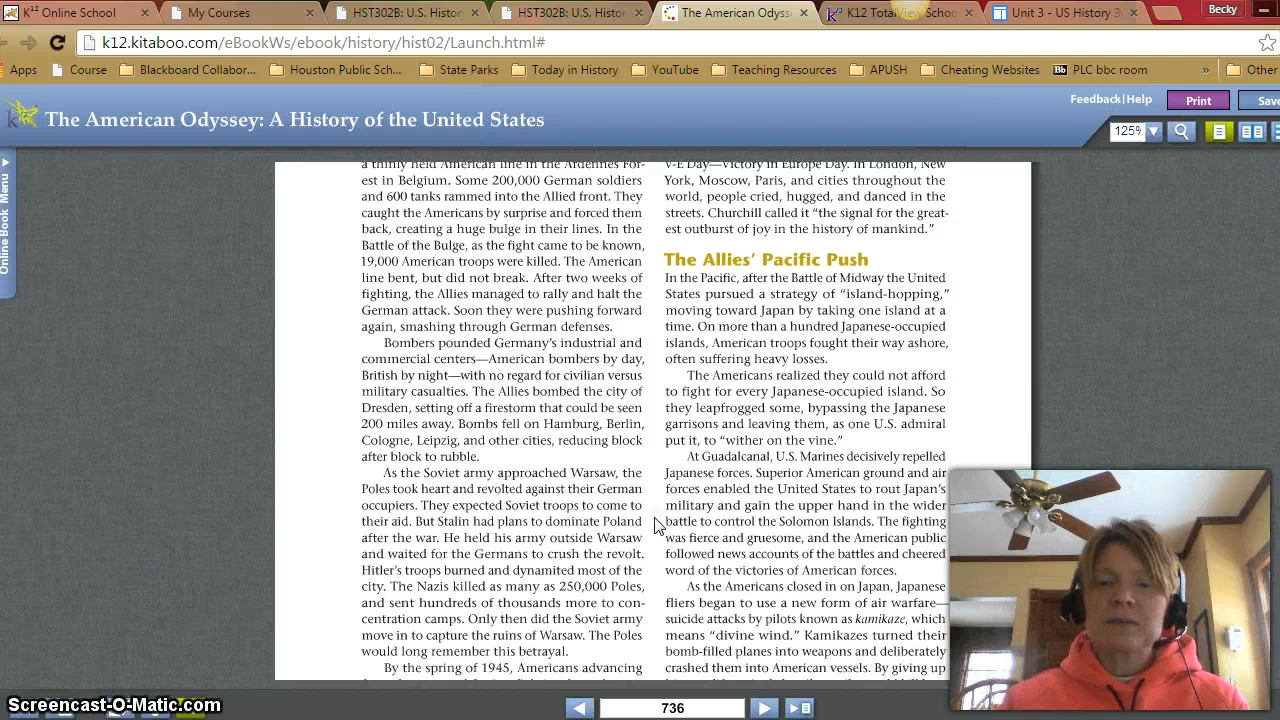 K¹² Online School
My Courses
HST302B: U.S. History
HST302B: U.S. History
The American Odyss
K12 TotalView School
Unit 3 - US History 3
Becky
k12.kitaboo.com/eBookWs/ebook/history/hist02/Launch.html#
Apps
Course
Blackboard Collabor...
Houston Public Sch...
State Parks
Today in History
YouTube
Teaching Resources
APUSH
Cheating Websites
Bb PLC bbc room
»
Other
The American Odyssey: A History of the United States
Feedback|Help
Print
Save
125%
Online Book Menu
a thinly held American line in the Ardennes For-
est in Belgium. Some 200,000 German soldiers
and 600 tanks rammed into the Allied front. They
caught the Americans by surprise and forced them
back, creating a huge bulge in their lines. In the
Battle of the Bulge, as the fight came to be known,
19,000 American troops were killed. The American
line bent, but did not break. After two weeks of
fighting, the Allies managed to rally and halt the
German attack. Soon they were pushing forward
again, smashing through German defenses.
Bombers pounded Germany's industrial and
commercial centers—American bombers by day,
British by night—with no regard for civilian versus
military casualties. The Allies bombed the city of
Dresden, setting off a firestorm that could be seen
200 miles away. Bombs fell on Hamburg, Berlin,
Cologne, Leipzig, and other cities, reducing block
after block to rubble.
As the Soviet army approached Warsaw, the
Poles took heart and revolted against their German
occupiers. They expected Soviet troops to come to
their aid. But Stalin had plans to dominate Poland
after the war. He held his army outside Warsaw
and waited for the Germans to crush the revolt.
Hitler's troops burned and dynamited most of the
city. The Nazis killed as many as 250,000 Poles,
and sent hundreds of thousands more to con-
centration camps. Only then did the Soviet army
move in to capture the ruins of Warsaw. The Poles
would long remember this betrayal.
By the spring of 1945, Americans advancing
V-E Day—Victory in Europe Day. In London, New
York, Moscow, Paris, and cities throughout the
world, people cried, hugged, and danced in the
streets. Churchill called it "the signal for the great-
est outburst of joy in the history of mankind."
The Allies' Pacific Push
In the Pacific, after the Battle of Midway the United
States pursued a strategy of "island-hopping,"
moving toward Japan by taking one island at a
time. On more than a hundred Japanese-occupied
islands, American troops fought their way ashore,
often suffering heavy losses.
The Americans realized they could not afford
to fight for every Japanese-occupied island. So
they leapfrogged some, bypassing the Japanese
garrisons and leaving them, as one U.S. admiral
put it, to "wither on the vine."
At Guadalcanal, U.S. Marines decisively repelled
Japanese forces. Superior American ground and air
forces enabled the United States to rout Japan's
military and gain the upper hand in the wider
battle to control the Solomon Islands. The fighting
was fierce and gruesome, and the American public
followed news accounts of the battles and cheered
word of the victories of American forces.
As the Americans closed in on Japan, Japanese
fliers began to use a new form of air warfare—
suicide attacks by pilots known as kamikaze, which
means "divine wind." Kamikazes turned their
bomb-filled planes into weapons and deliberately
crashed them into American vessels. By giving up
736
Screencast-O-Matic.com